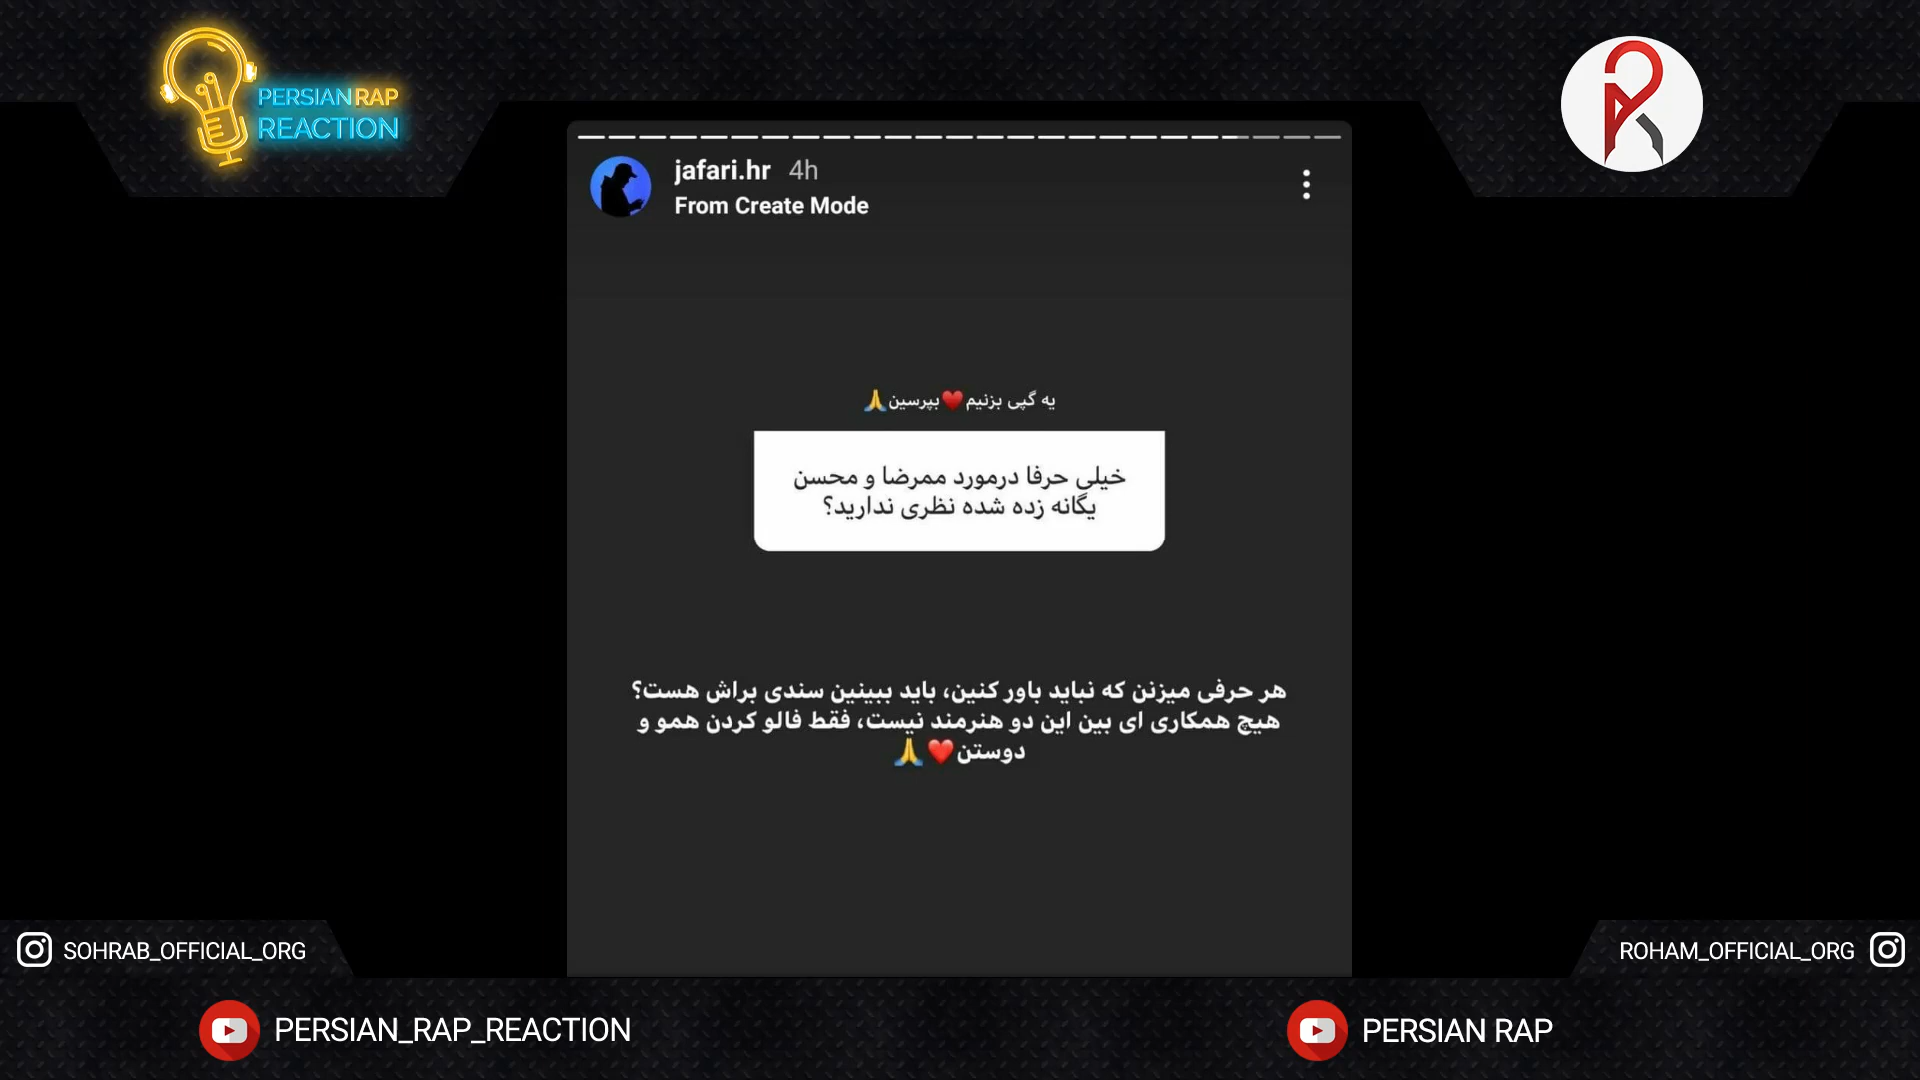 PERSIAN RAP
REACTION
jafari.hr 4h
From Create Mode
یه گپی بزنیم❤️بپرسین🙏
خیلی حرفا درمورد ممرضا و محسن
یگانه زده شده نظری ندارید؟
هر حرفی میزنن که نباید باور کنین، باید ببینین سندی براش هست؟
هیچ همکاری ای بین این دو هنرمند نیست، فقط فالو کردن همو و
دوستن❤️🙏
SOHRAB_OFFICIAL_ORG
ROHAM_OFFICIAL_ORG
PERSIAN_RAP_REACTION
PERSIAN RAP